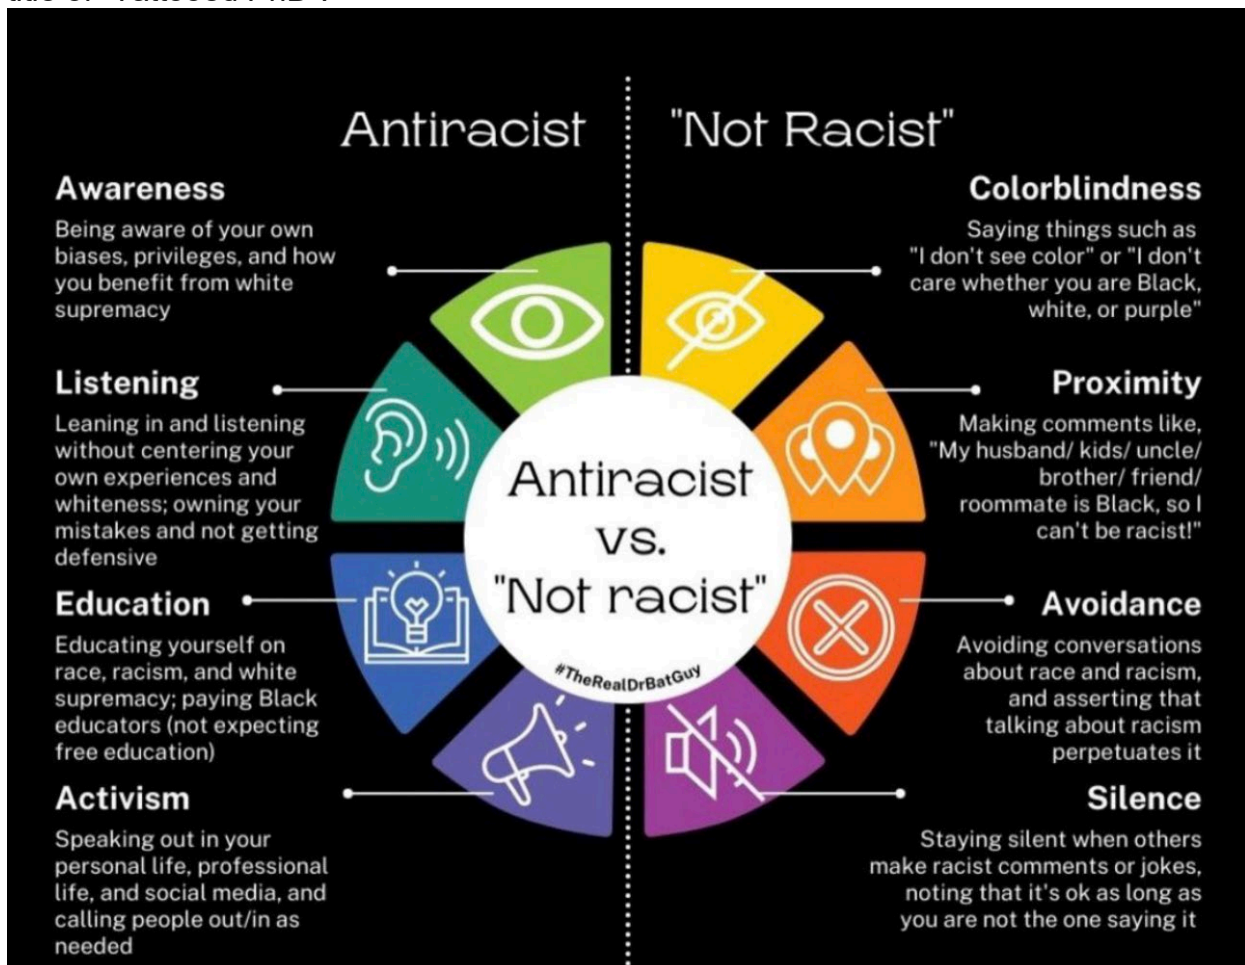 Antiracist
"Not Racist"
Awareness
Being aware of your own
biases, privileges, and how
you benefit from white
supremacy
Listening
Leaning in and listening
without centering your
own experiences and
whiteness; owning your
mistakes and not getting
defensive
Education
Educating yourself on
race, racism, and white
supremacy; paying Black
educators (not expecting
free education)
Activism
Speaking out in your
personal life, professional
life, and social media, and
calling people out/in as
needed
Antiracist
vs.
"Not racist"
#TheRealDrBatGuy
Colorblindness
Saying things such as
"I don't see color" or "I don't
care whether you are Black,
white, or purple"
Proximity
Making comments like,
"My husband/ kids/ uncle/
brother/ friend/
roommate is Black, so I
can't be racist!"
Avoidance
Avoiding conversations
about race and racism,
and asserting that
talking about racism
perpetuates it
Silence
Staying silent when others
make racist comments or jokes,
noting that it's ok as long as
you are not the one saying it